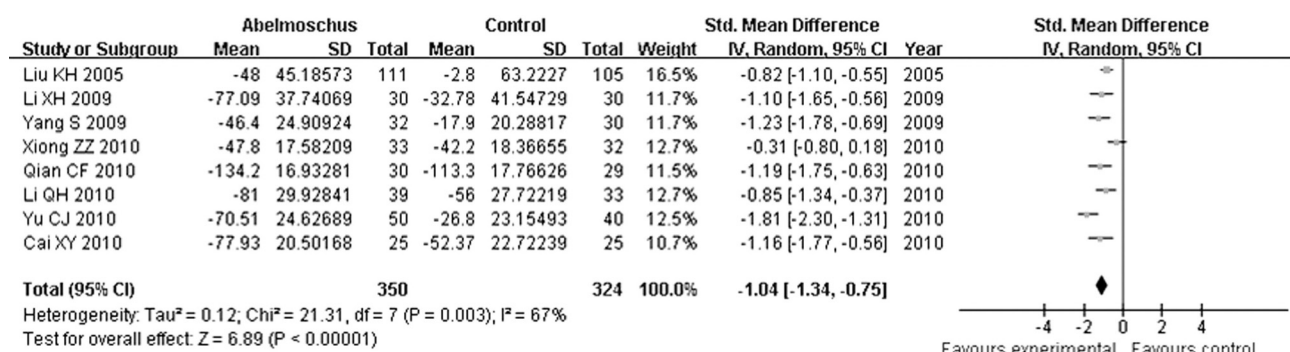 Abelmoschus Control Std. Mean Difference Std. Mean Difference
Study or Subgroup Mean SD Total Mean SD Total Weight IV, Random, 95% CI Year IV, Random, 95% CI
Liu KH 2005 -48 45.18573 111 -2.8 63.2227 105 16.5% -0.82 [-1.10, -0.55] 2005
Li XH 2009 -77.09 37.74069 30 -32.78 41.54729 30 11.7% -1.10 [-1.65, -0.56] 2009
Yang S 2009 -46.4 24.90924 32 -17.9 20.28817 30 11.7% -1.23 [-1.78, -0.69] 2009
Xiong ZZ 2010 -47.8 17.58209 33 -42.2 18.36655 32 12.7% -0.31 [-0.80, 0.18] 2010
Qian CF 2010 -134.2 16.93281 30 -113.3 17.76626 29 11.5% -1.19 [-1.75, -0.63] 2010
Li QH 2010 -81 29.92841 39 -56 27.72219 33 12.7% -0.85 [-1.34, -0.37] 2010
Yu CJ 2010 -70.51 24.62689 50 -26.8 23.15493 40 12.5% -1.81 [-2.30, -1.31] 2010
Cai XY 2010 -77.93 20.50168 25 -52.37 22.72239 25 10.7% -1.16 [-1.77, -0.56] 2010
Total (95% CI) 350 324 100.0% -1.04 [-1.34, -0.75]
Heterogeneity: Tau² = 0.12; Chi² = 21.31, df = 7 (P = 0.003); I² = 67%
Test for overall effect: Z = 6.89 (P < 0.00001)
-4 -2 0 2 4
Favours experimental Favours control